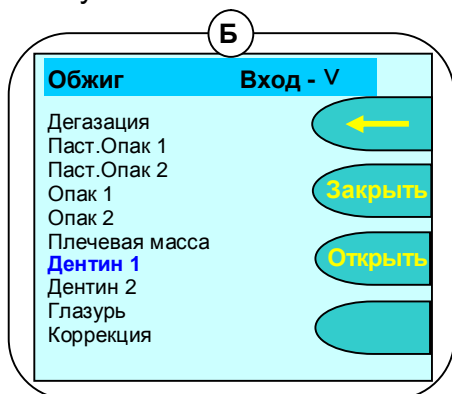 Б
Обжиг Вход - V
Дегазация
Паст.Опак 1
Паст.Опак 2
Опак 1
Опак 2
Плечевая масса
Дентин 1
Дентин 2
Глазурь
Коррекция
Закрыть
Открыть